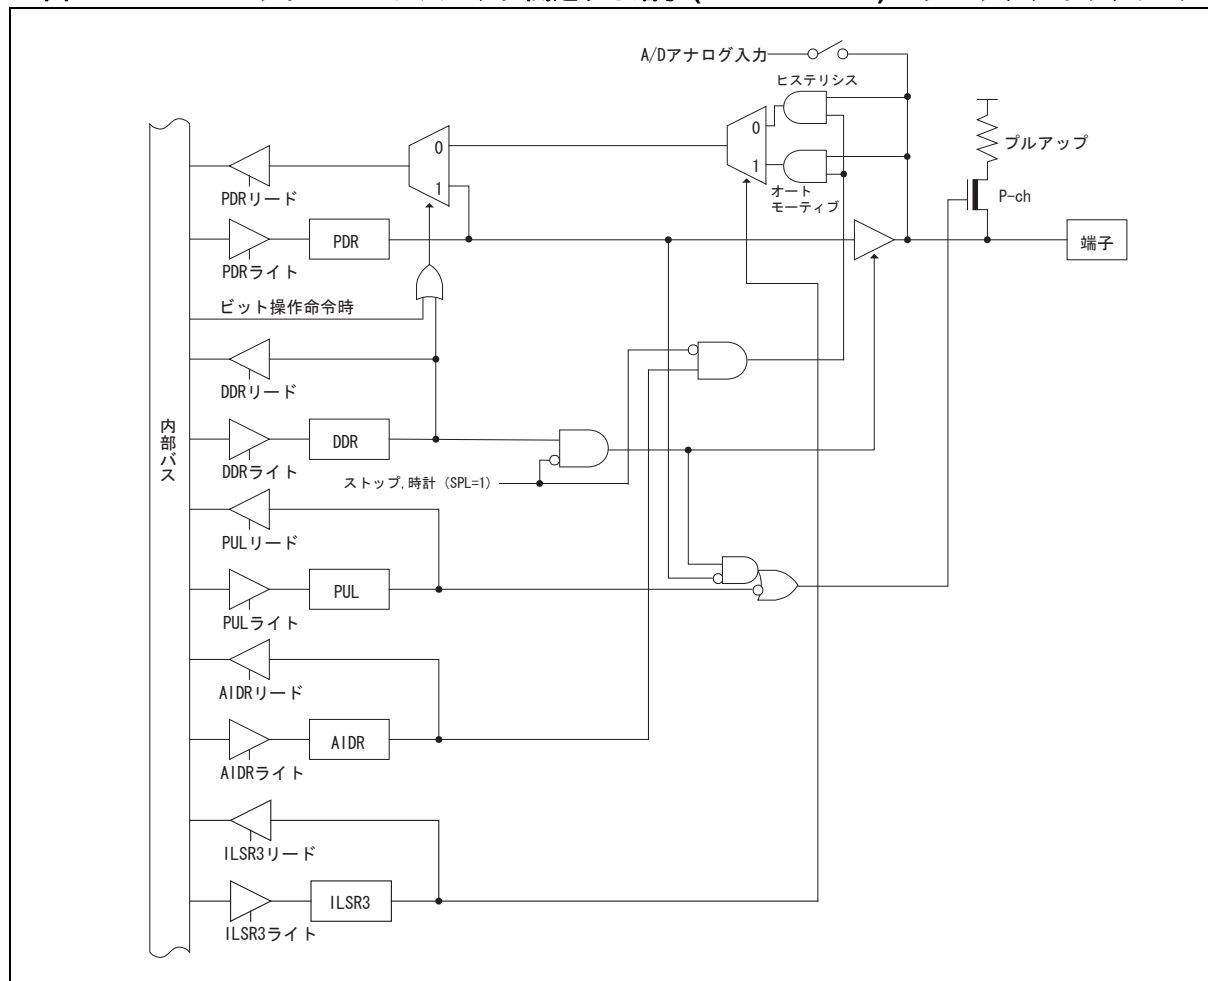 A/Dアナログ入力
ヒステリシス
0
1
オート
モーティブ
プルアップ
P-ch
端子
0
1
PDRリード
PDR
PDRライト
ビット操作命令時
DDRリード
DDR
DDRライト
ストップ,時計 (SPL=1)
内部バス
PULリード
PUL
PULライト
AIDRリード
AIDR
AIDRライト
ILSR3リード
ILSR3
ILSR3ライト